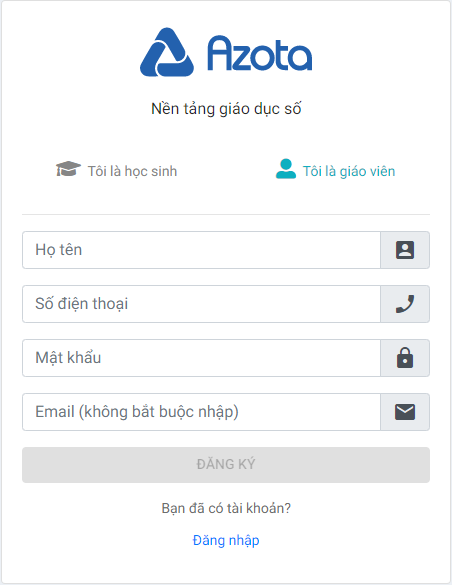 Azota
Nền tảng giáo dục số
Tôi là học sinh
Tôi là giáo viên
Họ tên
Số điện thoại
Mật khẩu
Email (không bắt buộc nhập)
ĐĂNG KÝ
Bạn đã có tài khoản?
Đăng nhập